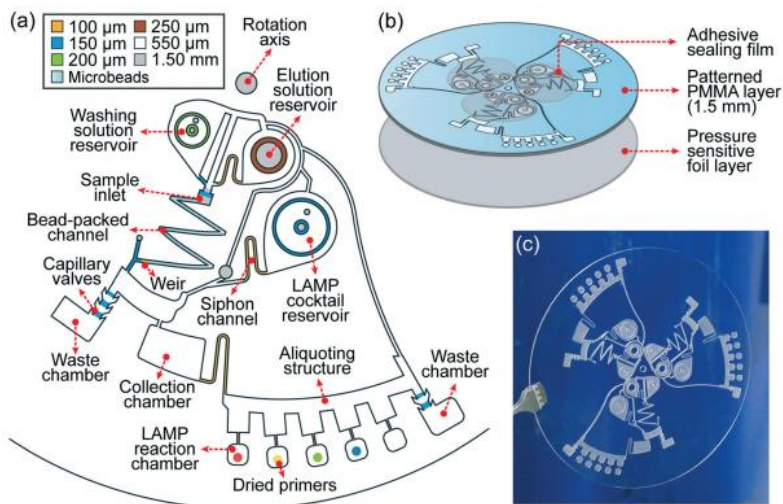 (a)
100 μm
250 μm
150 μm
550 μm
200 μm
1.50 mm
Microbeads
Rotation
axis
Elution
solution
reservoir
Washing
solution
reservoir
Sample
inlet
Bead-packed
channel
Capillary
valves
Weir
Siphon
channel
LAMP
cocktail
reservoir
Waste
chamber
Collection
chamber
Aliquoting
structure
Waste
chamber
LAMP
reaction
chamber
Dried primers
(b)
Adhesive
sealing film
Patterned
PMMA layer
(1.5 mm)
Pressure
sensitive
foil layer
(c)